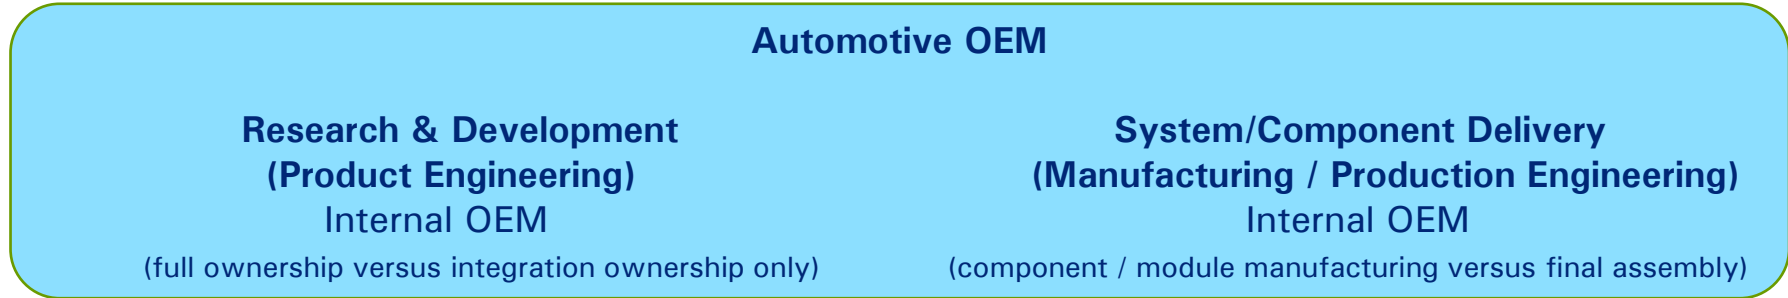 Automotive OEM
Research & Development
(Product Engineering)
Internal OEM
(full ownership versus integration ownership only)
System/Component Delivery
(Manufacturing / Production Engineering)
Internal OEM
(component / module manufacturing versus final assembly)